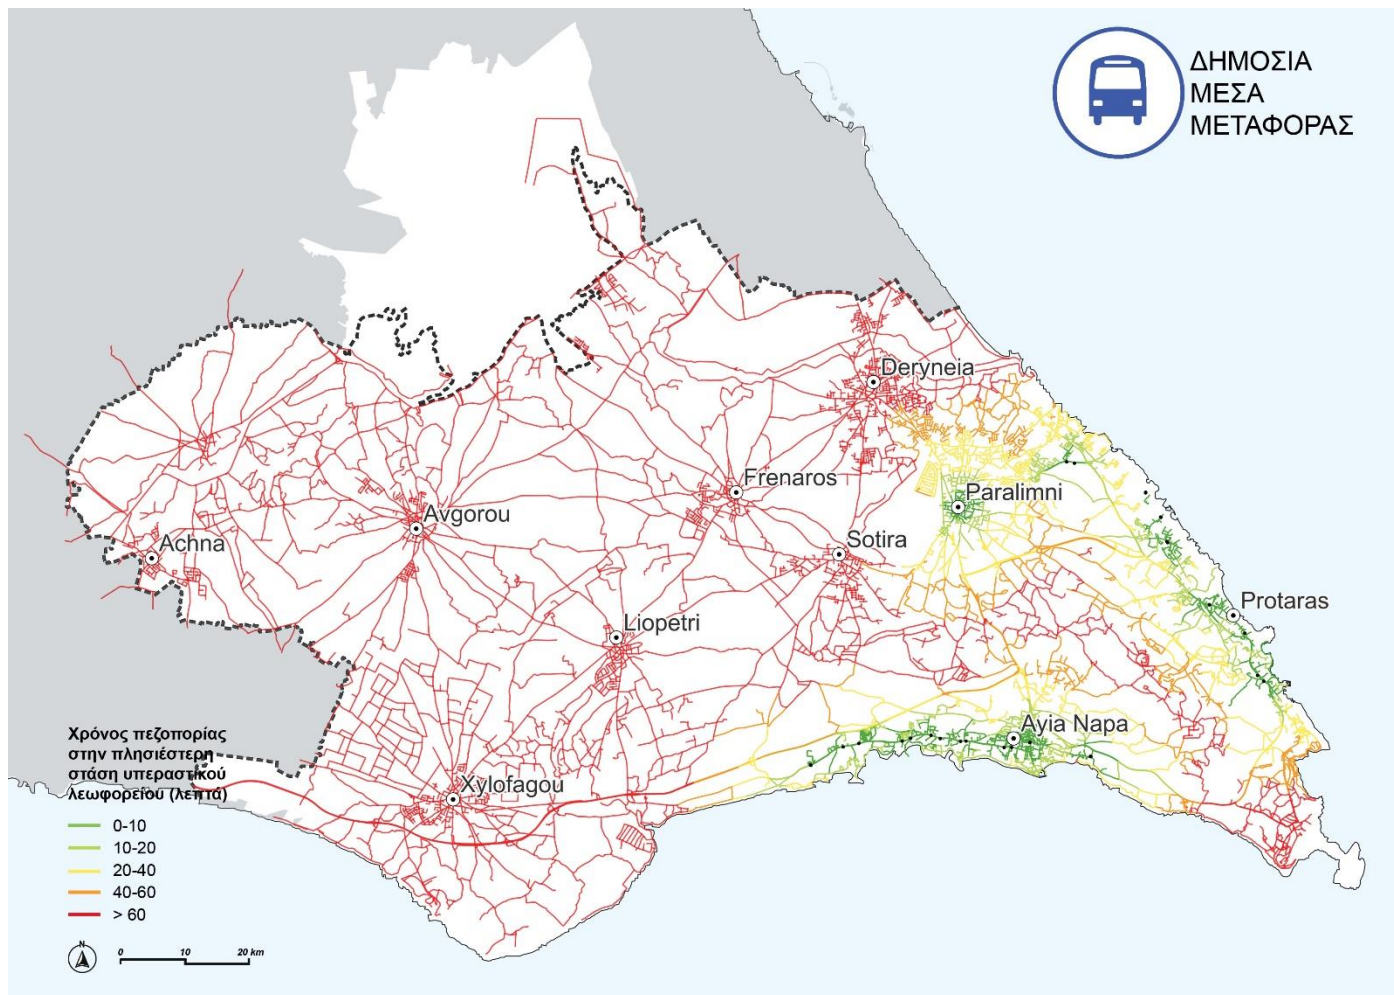 ΔΗΜΟΣΙΑ
ΜΕΣΑ
ΜΕΤΑΦΟΡΑΣ
Deryneia
Frenaros
Paralimni
Avgorou
Achna
Sotira
Protaras
Liopetri
Ayia Napa
Xylofagou
Χρόνος πεζοπορίας
στην πλησιέστερη
στάση υπεραστικού
λεωφορείου (λεπτά)
0-10
10-20
20-40
40-60
> 60
N
0 10 20 km